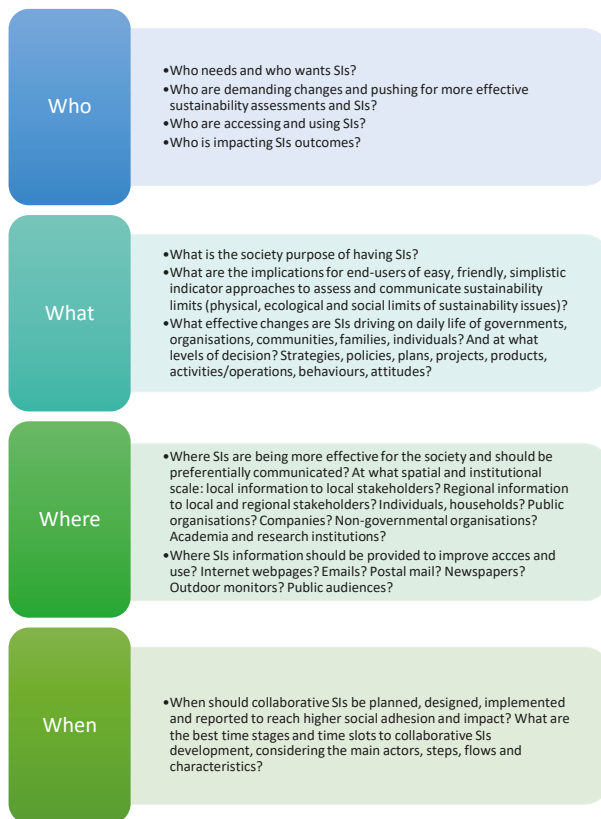 Who
•Who needs and who wants SIs?
•Who are demanding changes and pushing for more effective
sustainability assessments and SIs?
•Who are accessing and using SIs?
•Who is impacting SIs outcomes?
What
•What is the society purpose of having SIs?
•What are the implications for end-users of easy, friendly, simplistic
indicator approaches to assess and communicate sustainability
limits (physical, ecological and social limits of sustainability issues)?
•What effective changes are SIs driving on daily life of governments,
organisations, communities, families, individuals? And at what
levels of decision? Strategies, policies, plans, projects, products,
activities/operations, behaviours, attitudes?
Where
•Where SIs are being more effective for the society and should be
preferentially communicated? At what spatial and institutional
scale: local information to local stakeholders? Regional information
to local and regional stakeholders? Individuals, households? Public
organisations? Companies? Non-governmental organisations?
Academia and research institutions?
•Where SIs information should be provided to improve accces and
use? Internet webpages? Emails? Postal mail? Newspapers?
Outdoor monitors? Public audiences?
When
•When should collaborative SIs be planned, designed, implemented
and reported to reach higher social adhesion and impact? What are
the best time stages and time slots to collaborative SIs
development, considering the main actors, steps, flows and
characteristics?